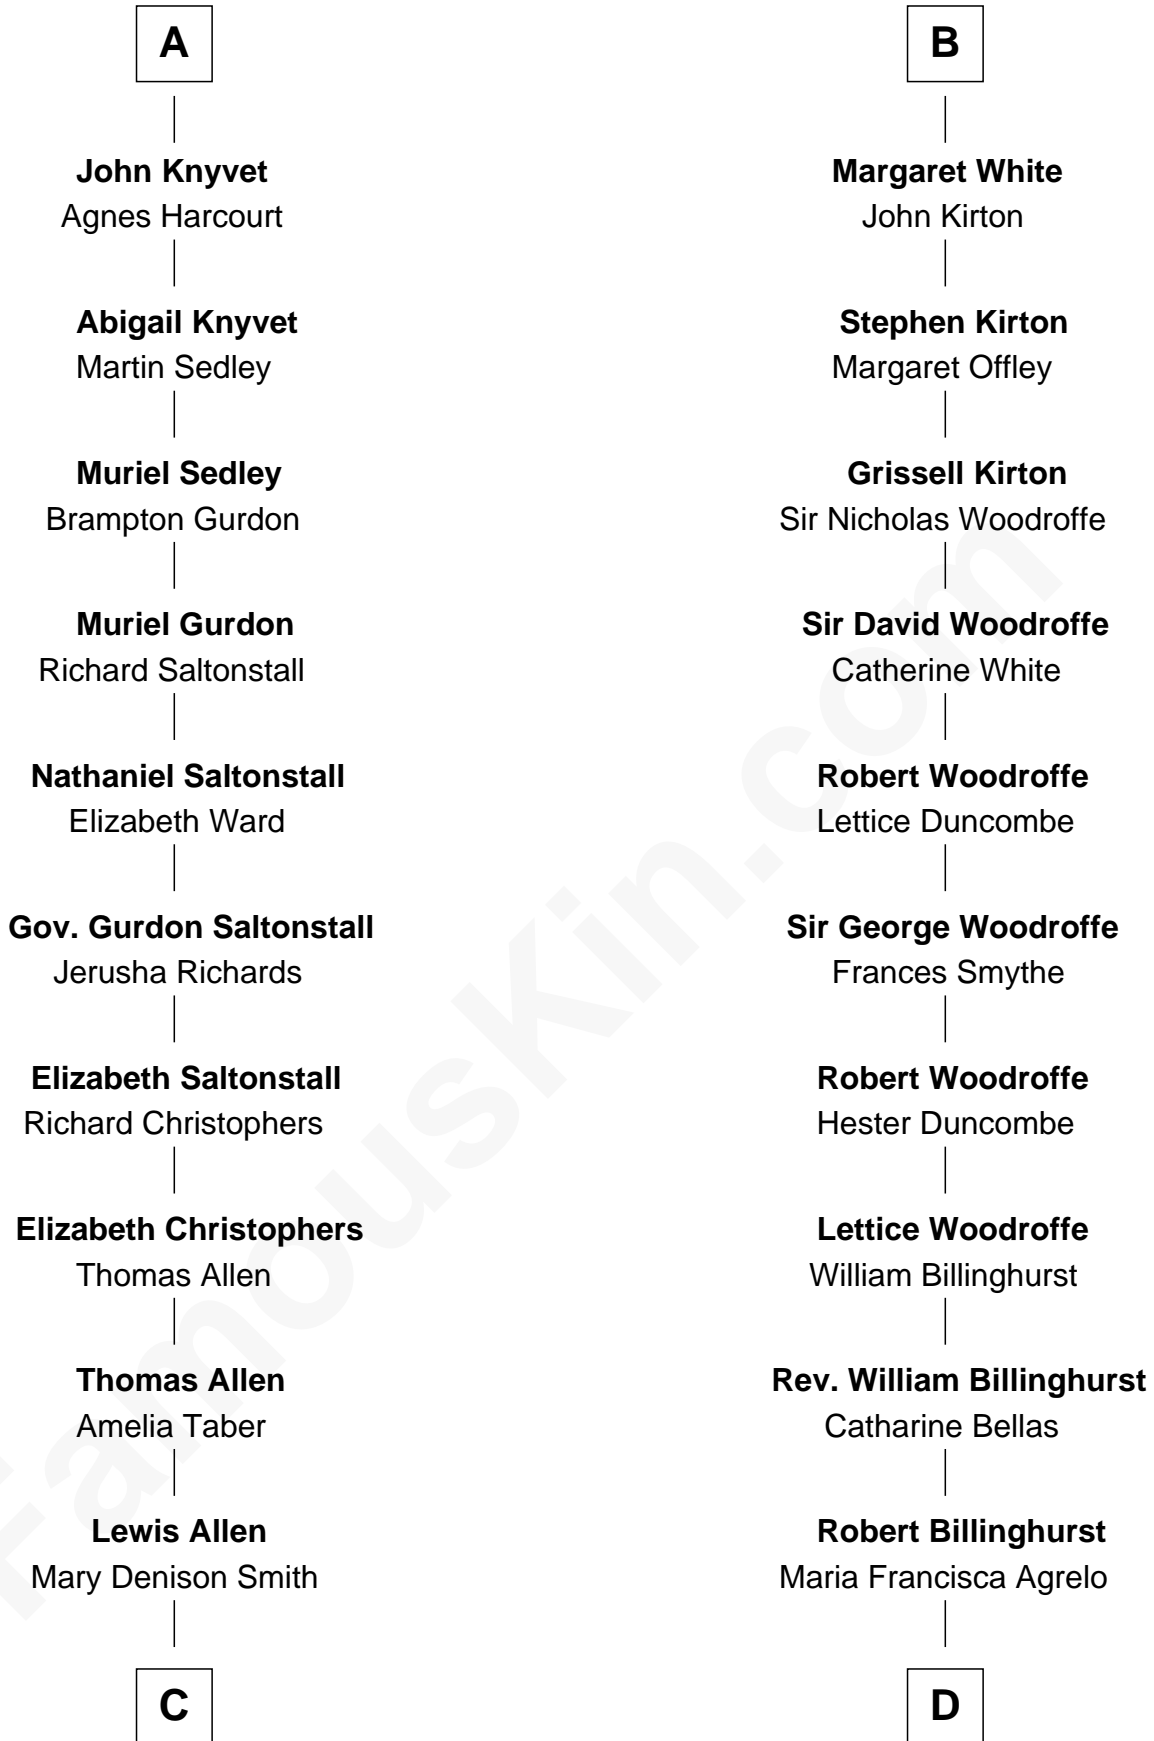 A
John Knyvet
Agnes Harcourt
Abigail Knyvet
Martin Sedley
Muriel Sedley
Brampton Gurdon
Muriel Gurdon
Richard Saltonstall
Nathaniel Saltonstall
Elizabeth Ward
Gov. Gurdon Saltonstall
Jerusha Richards
Elizabeth Saltonstall
Richard Christophers
Elizabeth Christophers
Thomas Allen
Thomas Allen
Amelia Taber
Lewis Allen
Mary Denison Smith
C
B
Margaret White
John Kirton
Stephen Kirton
Margaret Offley
Grissell Kirton
Sir Nicholas Woodroffe
Sir David Woodroffe
Catherine White
Robert Woodroffe
Lettice Duncombe
Sir George Woodroffe
Frances Smythe
Robert Woodroffe
Hester Duncombe
Lettice Woodroffe
William Billinghurst
Rev. William Billinghurst
Catharine Bellas
Robert Billinghurst
Maria Francisca Agrelo
D
FamousKin.com